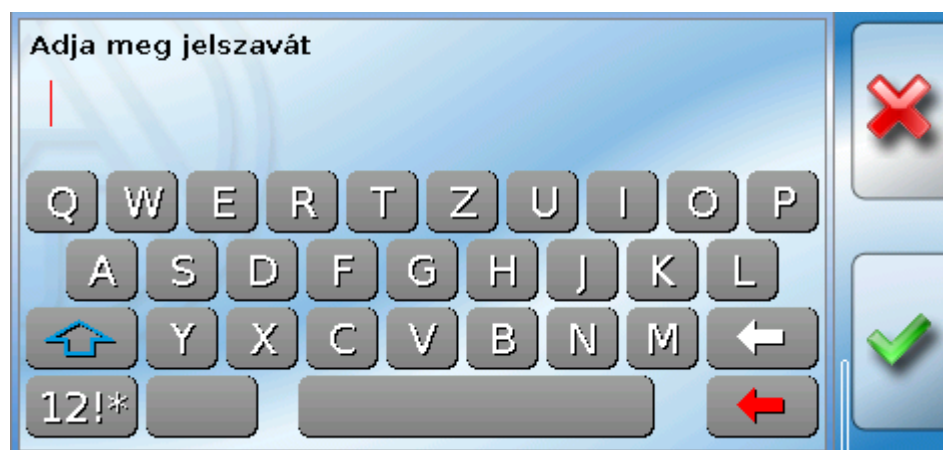 Adja meg jelszavát
Q W E R T Z U I O P
A S D F G H J K L
Y X C V B N M
12!*